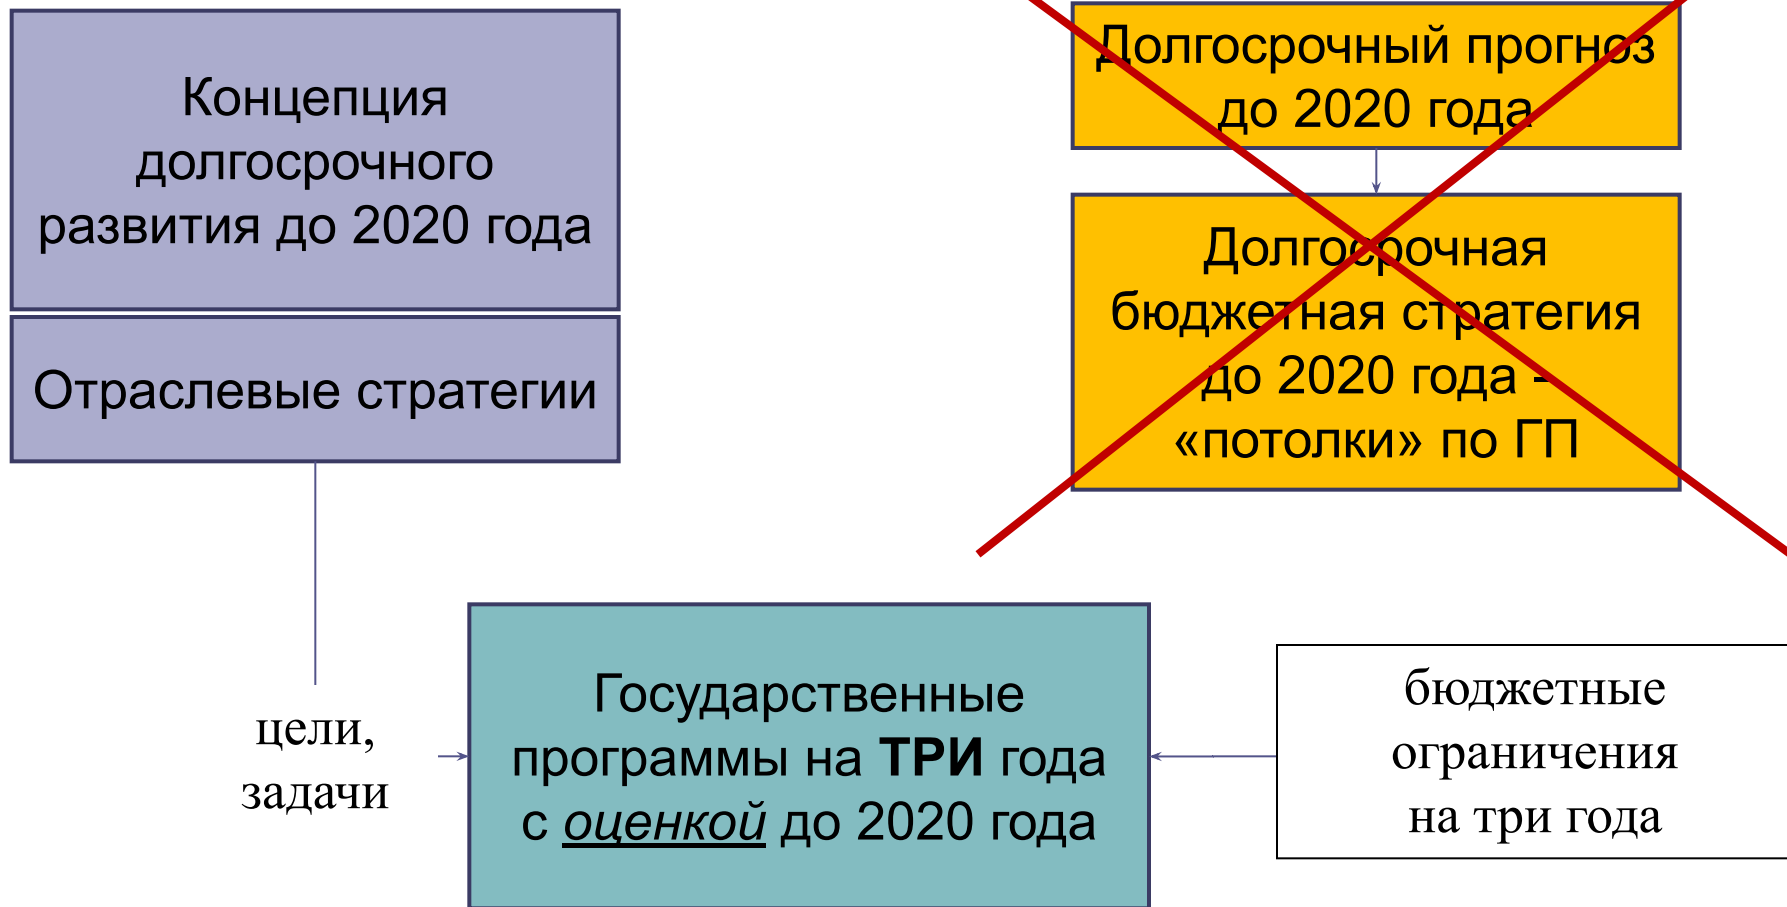 Концепция
долгосрочного
развития до 2020 года
Отраслевые стратегии
Долгосрочный прогноз
до 2020 года
Долгосрочная
бюджетная стратегия
до 2020 года -
«потолки» по ГП
цели,
задачи
Государственные
программы на ТРИ года
с оценкой до 2020 года
бюджетные
ограничения
на три года